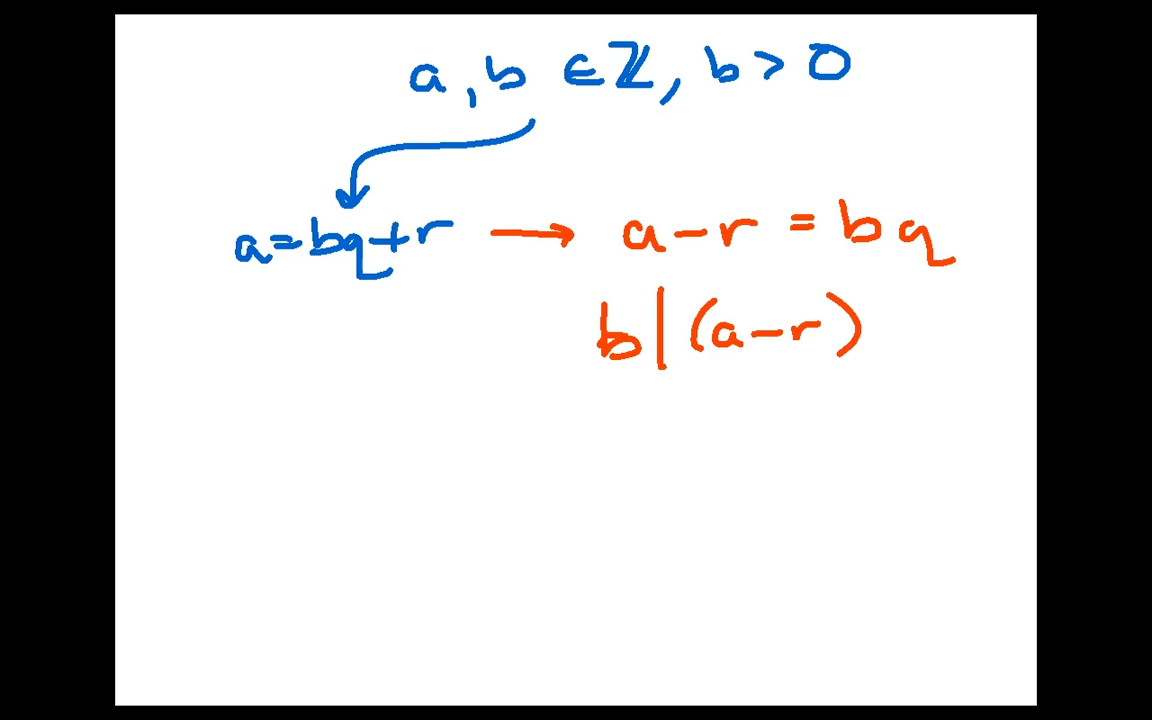 a, b ∈ ℤ, b > 0
a = bq + r → a - r = bq
b | (a - r)